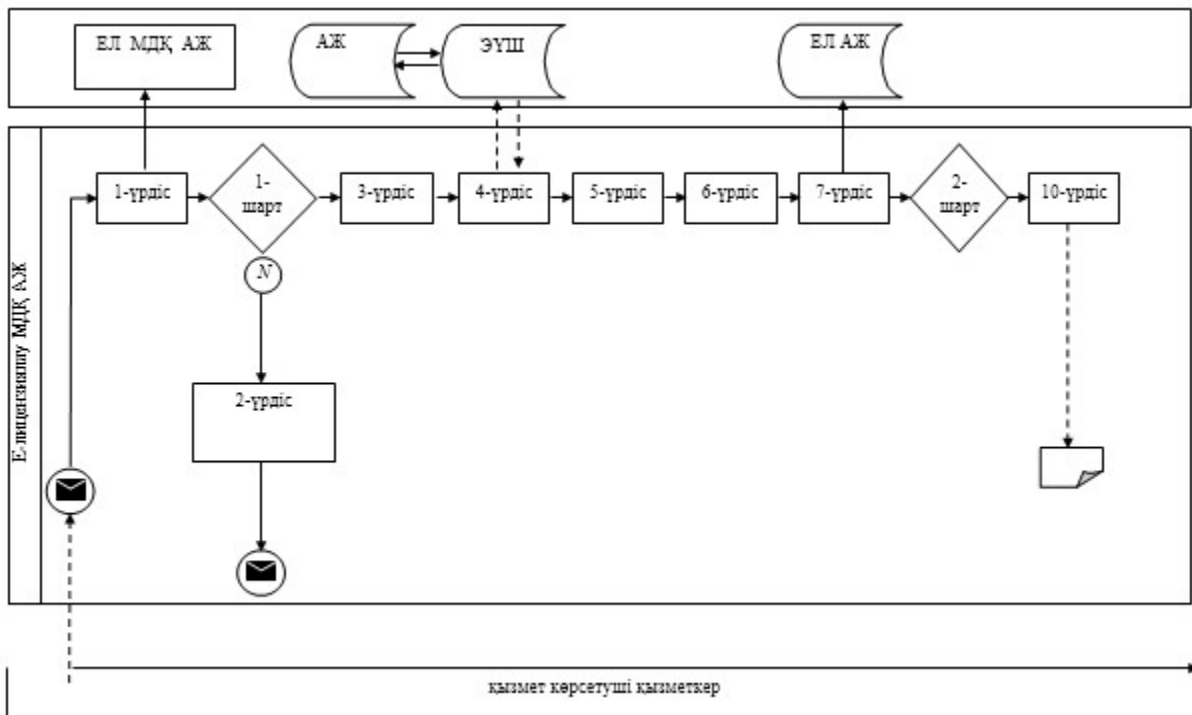 ЕЛ МДҚ АЖ
АЖ
ЭҮШ
ЕЛ АЖ
Е-лицензиялау МДҚ АЖ
1-үрдіс
1-
шарт
3-үрдіс
4-үрдіс
5-үрдіс
6-үрдіс
7-үрдіс
2-
шарт
10-үрдіс
N
2-үрдіс
қызмет көрсетуші қызметкер